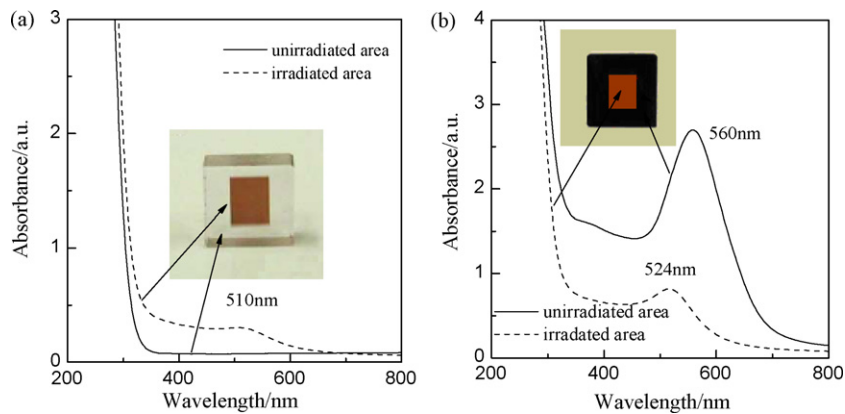 (a)
3
2
1
0
Absorbance/a.u.
unirradiated area
irradiated area
510nm
200
400
600
800
Wavelength/nm
(b)
4
3
2
1
0
Absorbance/a.u.
560nm
524nm
unirradiated area
irradated area
200
400
600
800
Wavelength/nm